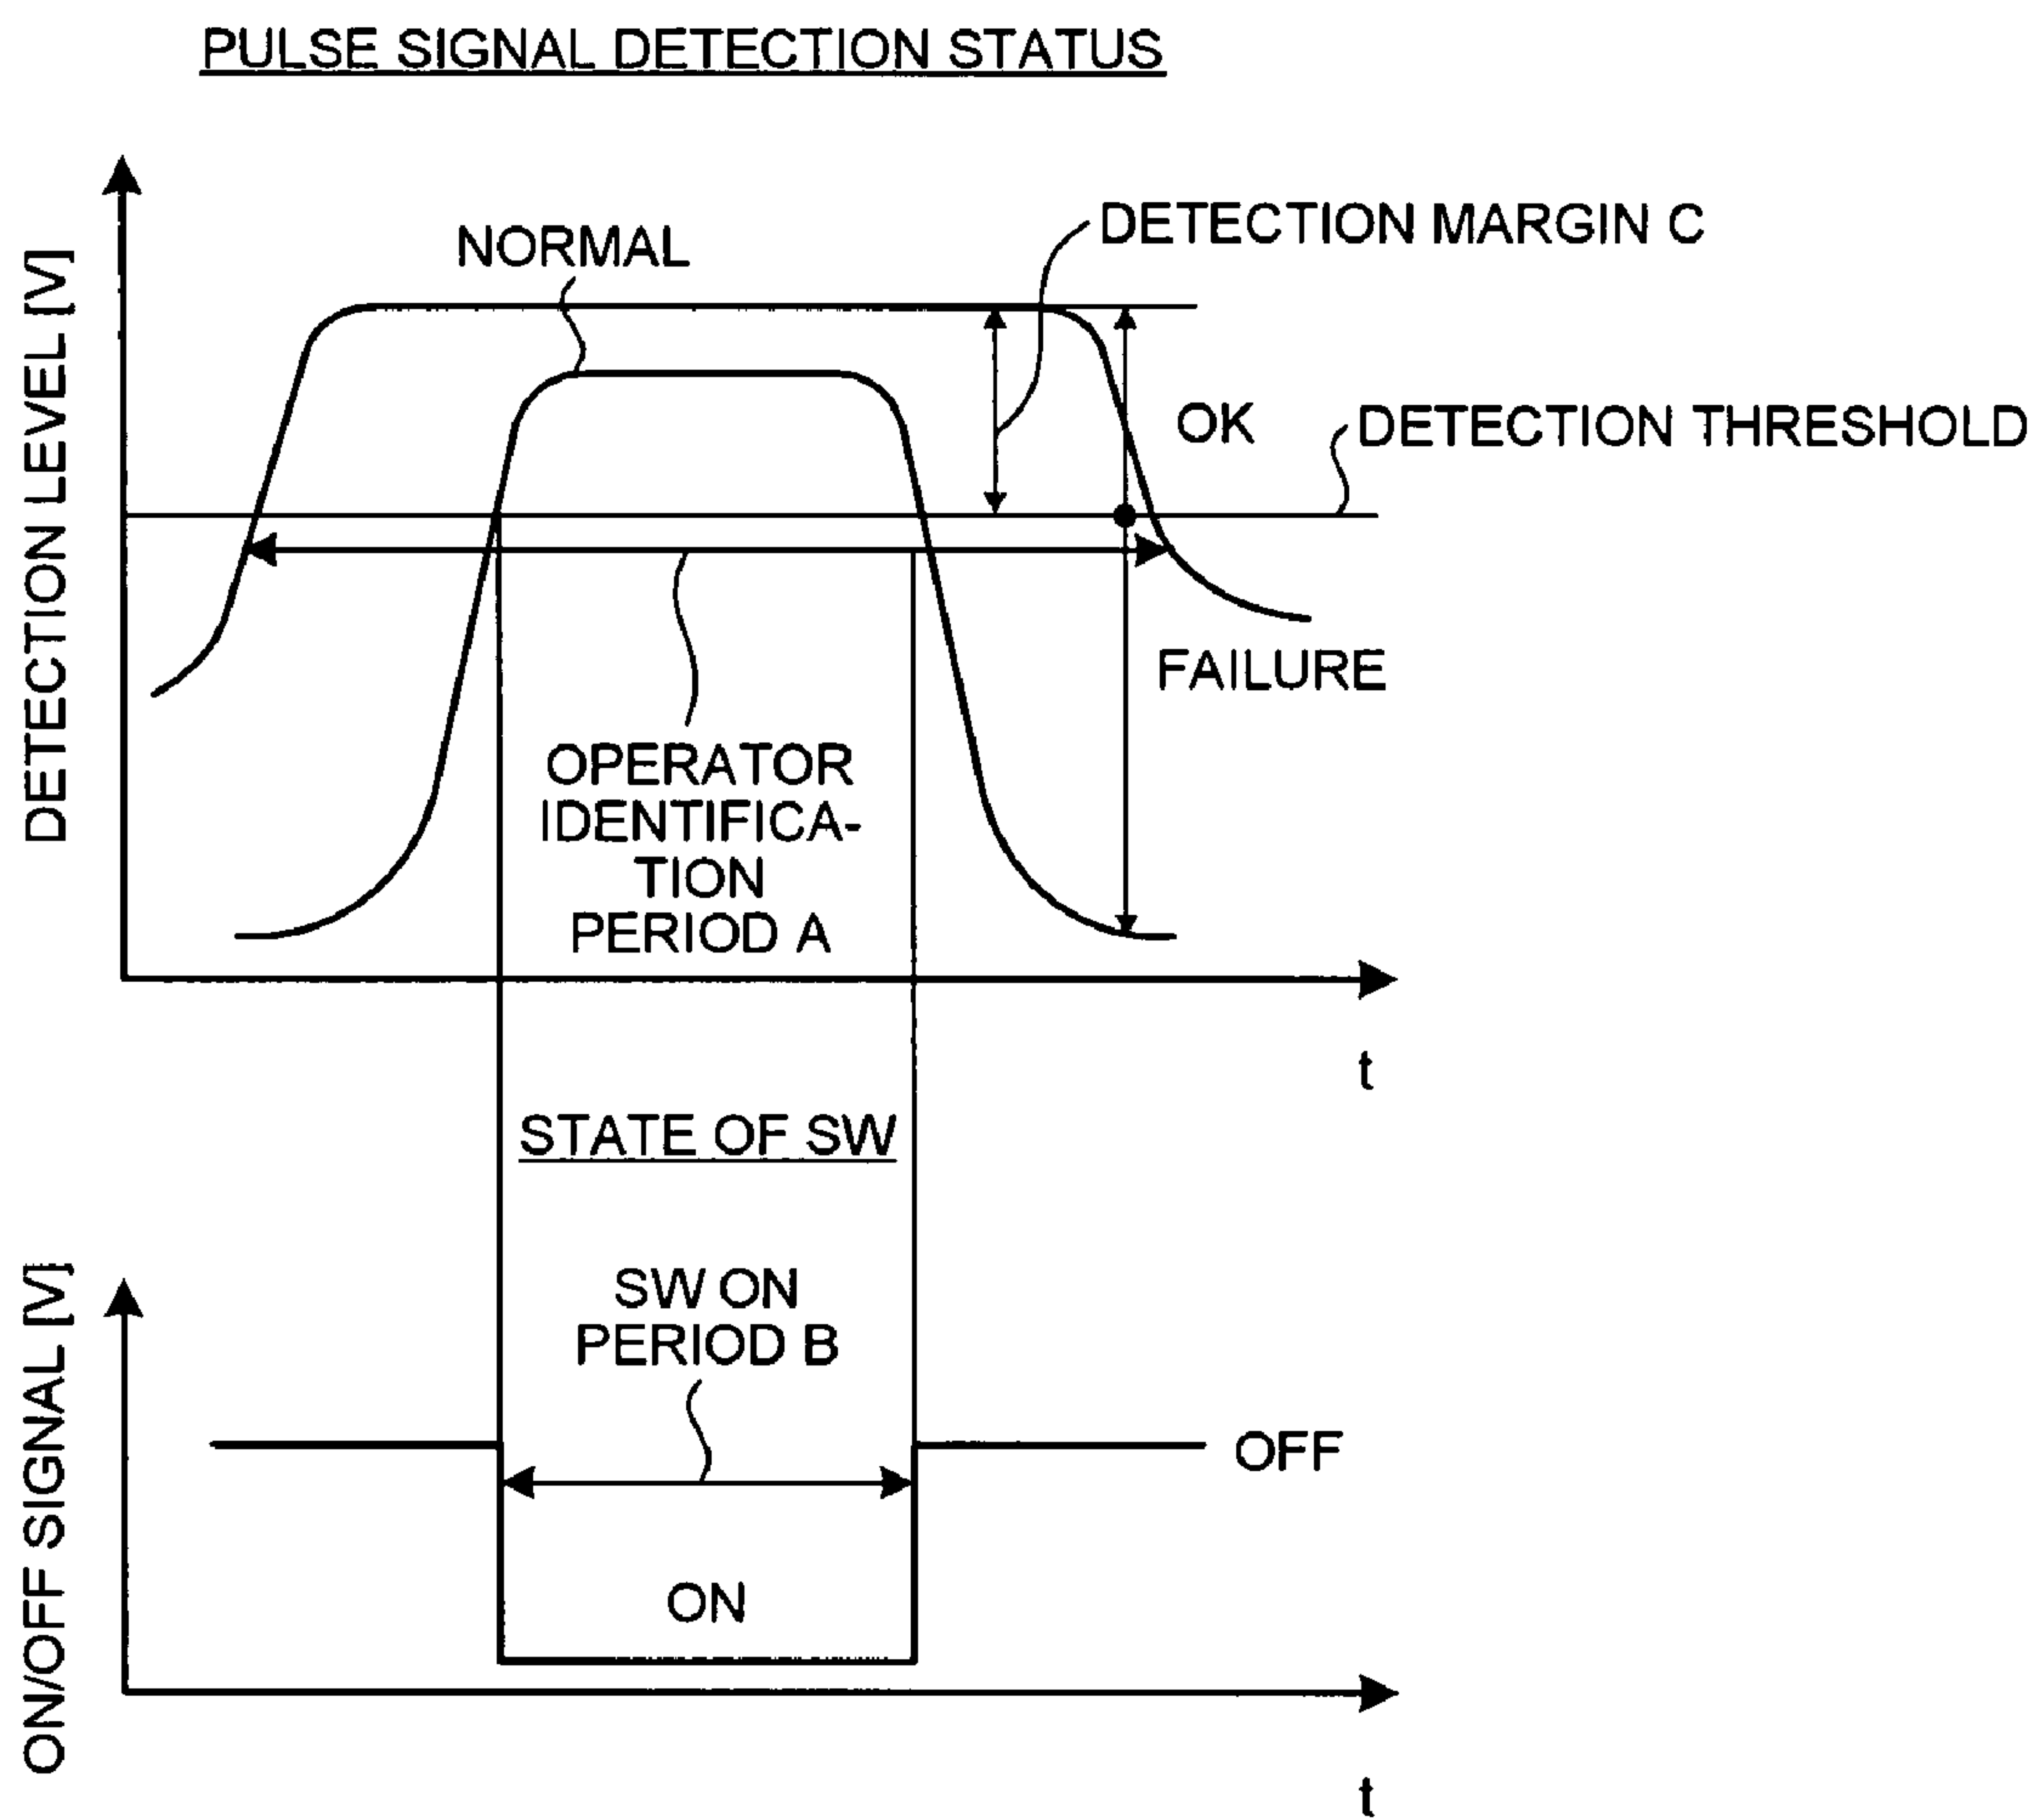 PULSE SIGNAL DETECTION STATUS
DETECTION LEVEL [V]
NORMAL
DETECTION MARGIN C
OK
DETECTION THRESHOLD
FAILURE
OPERATOR
IDENTIFICA-
TION
PERIOD A
t
STATE OF SW
ON/OFF SIGNAL [V]
SW ON
PERIOD B
OFF
ON
t